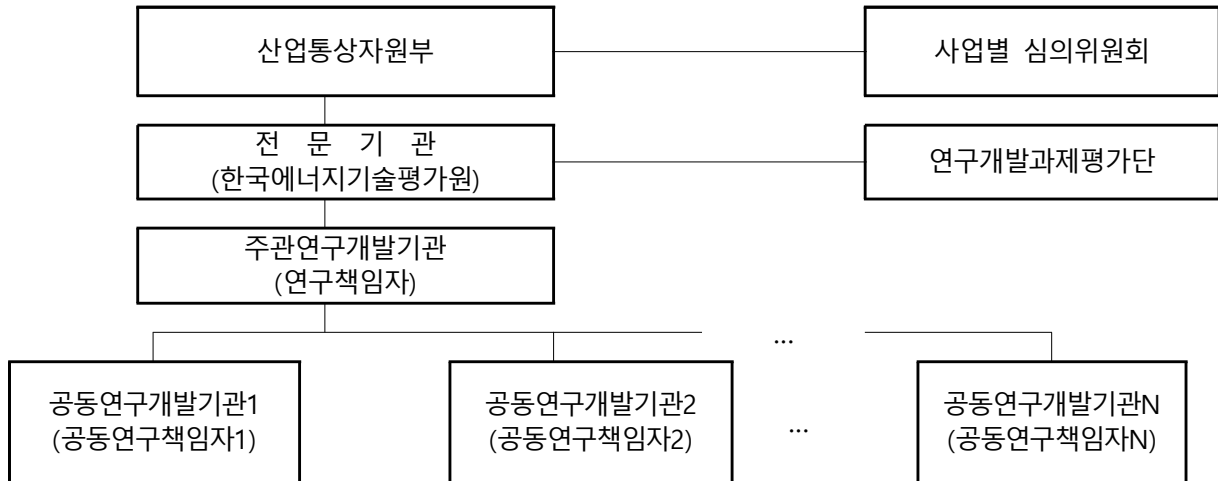 산업통상자원부
사업별 심의위원회
전 문 기 관
(한국에너지기술평가원)
연구개발과제평가단
주관연구개발기관
(연구책임자)
...
공동연구개발기관1
(공동연구책임자1)
공동연구개발기관2
(공동연구책임자2)
...
공동연구개발기관N
(공동연구책임자N)